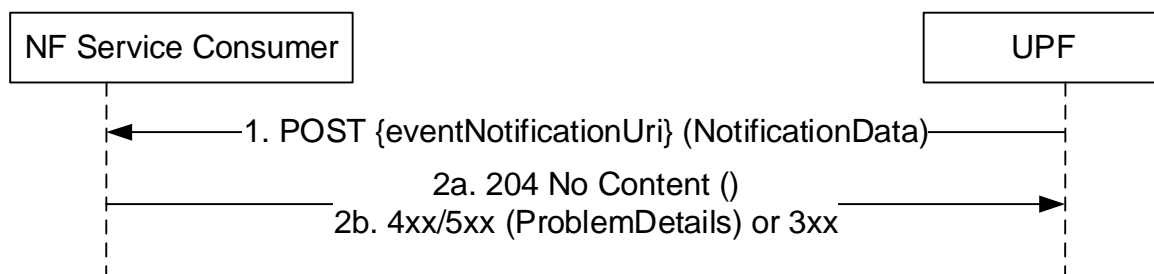 NF Service Consumer
UPF
1. POST {eventNotificationUri} (NotificationData)
2a. 204 No Content ()
2b. 4xx/5xx (ProblemDetails) or 3xx